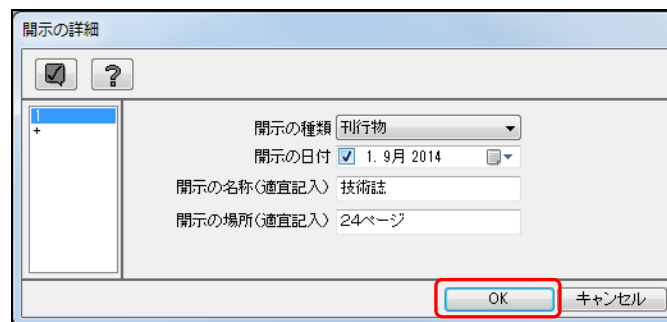 開示の詳細
?
1
+
開示の種類 刊行物
開示の日付 1. 9月 2014
開示の名称(適宜記入) 技術誌
開示の場所(適宜記入) 24ページ
OK キャンセル